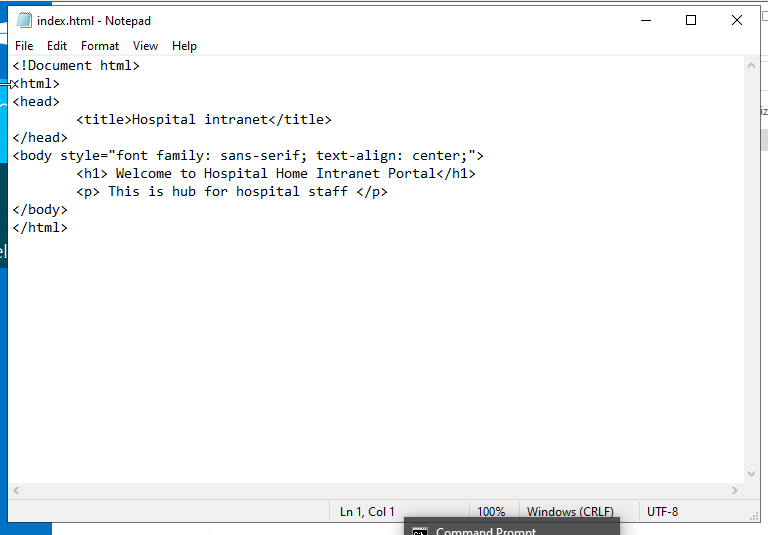 index.html - Notepad
File Edit Format View Help
<!Document html>
<html>
<head>
<title>Hospital intranet</title>
</head>
<body style="font family: sans-serif; text-align: center;">
<h1> Welcome to Hospital Home Intranet Portal</h1>
<p> This is hub for hospital staff </p>
</body>
</html>
Ln 1, Col 1 100% Windows (CRLF) UTF-8
Command Prompt